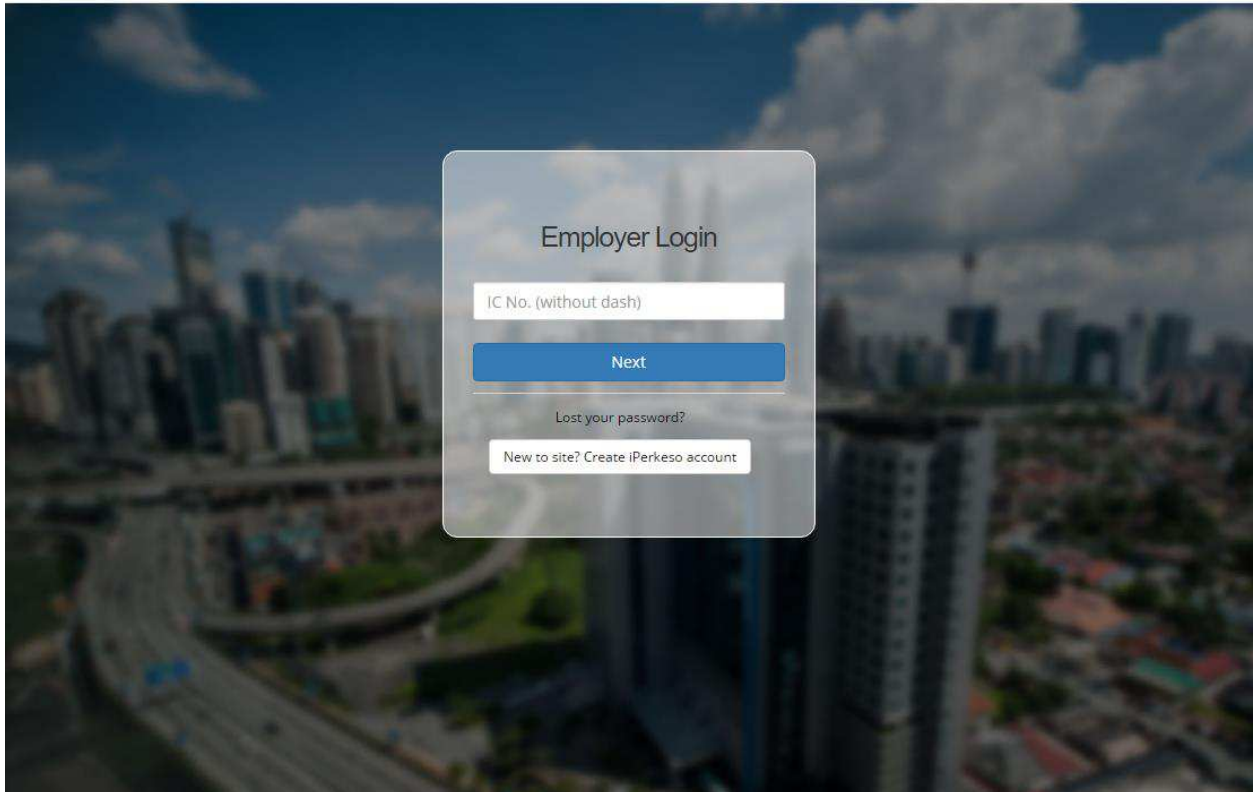 Employer Login
IC No. (without dash)
Next
Lost your password?
New to site? Create iPerkeso account